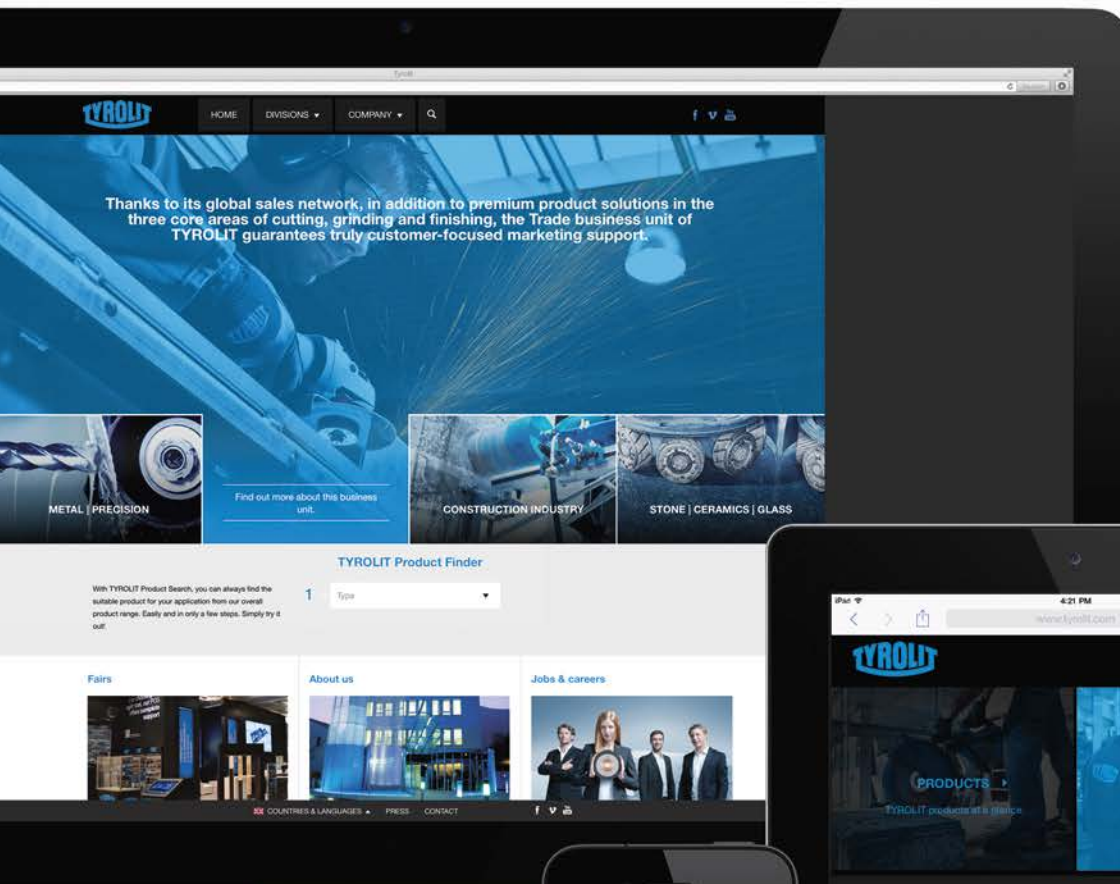 Tyrolit
TYROLIT
HOME DIVISIONS COMPANY
Thanks to its global sales network, in addition to premium product solutions in the
three core areas of cutting, grinding and finishing, the Trade business unit of
TYROLIT guarantees truly customer-focused marketing support.
METAL | PRECISION
Find out more about this business
unit.
CONSTRUCTION INDUSTRY
STONE | CERAMICS | GLASS
TYROLIT Product Finder
With TYROLIT Product Search, you can always find the
suitable product for your application from our overall
product range. Easily and in only a few steps. Simply try it
out!
1 Type
Fairs
About us
Jobs & careers
COUNTRIES & LANGUAGES PRESS CONTACT
iPad 4:21 PM
www.tyrolit.com
TYROLIT
PRODUCTS
TYROLIT products at a glance